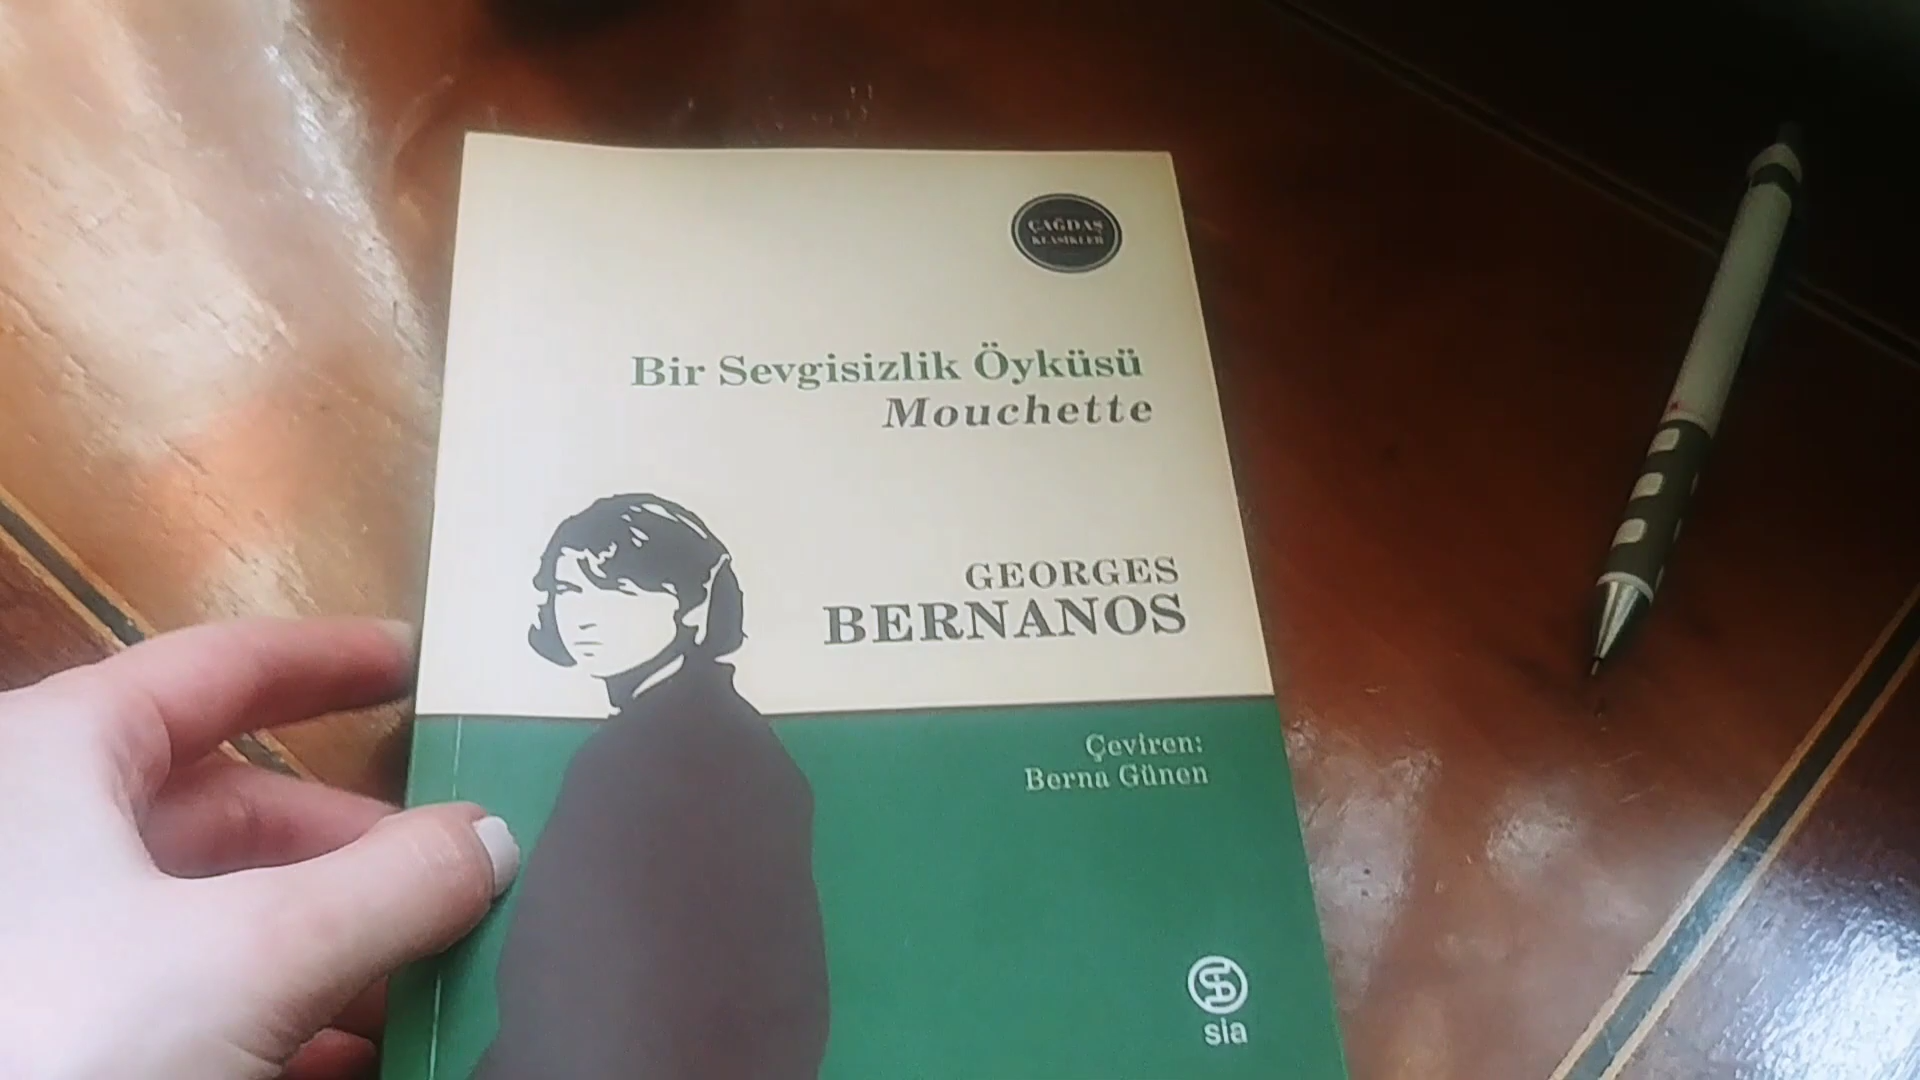 ÇAĞDAŞ
KLASİKLER
Bir Sevgisizlik Öyküsü
Mouchette
GEORGES
BERNANOS
Çeviren:
Berna Günen
sia